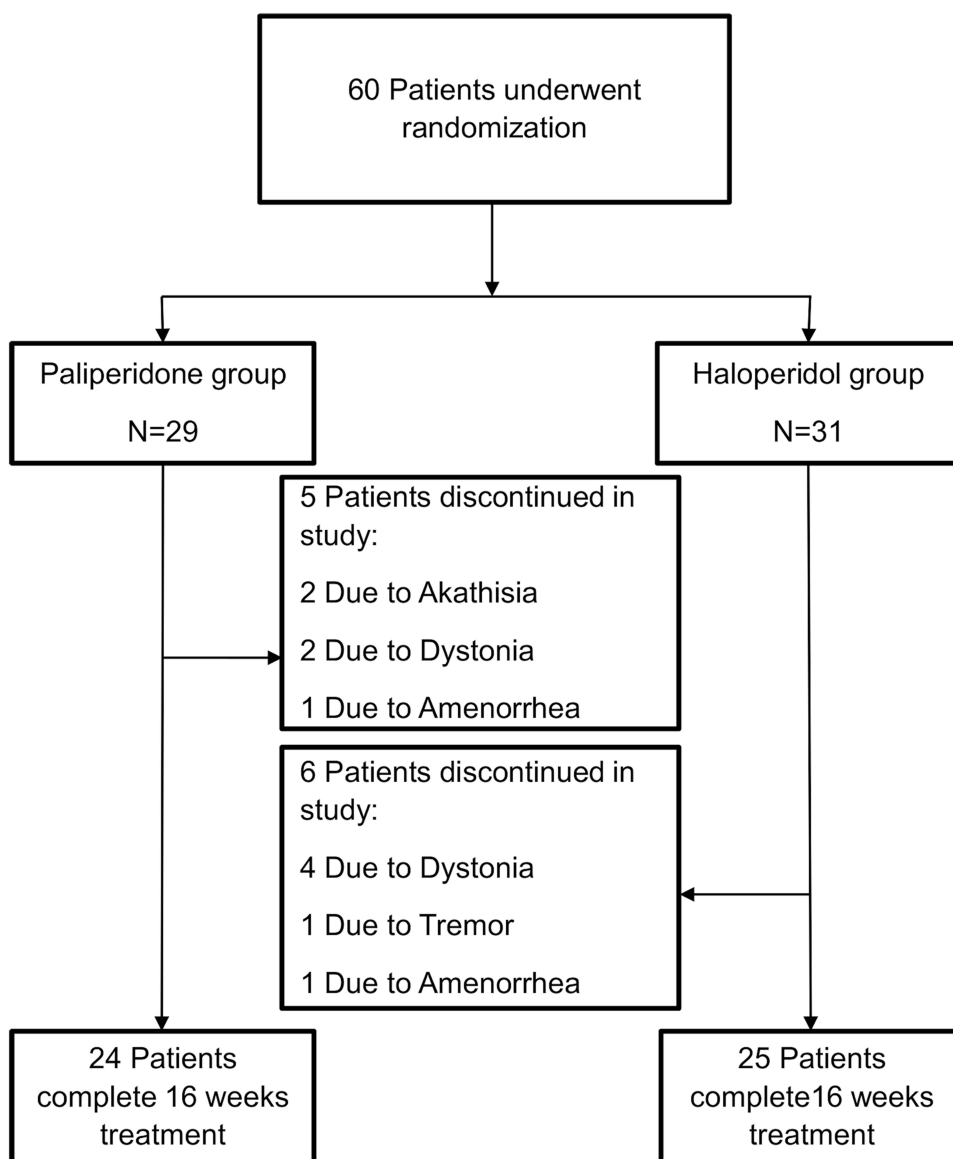 60 Patients underwent
randomization
Paliperidone group
N=29
Haloperidol group
N=31
5 Patients discontinued in
study:
2 Due to Akathisia
2 Due to Dystonia
1 Due to Amenorrhea
6 Patients discontinued in
study:
4 Due to Dystonia
1 Due to Tremor
1 Due to Amenorrhea
24 Patients
complete 16 weeks
treatment
25 Patients
complete16 weeks
treatment